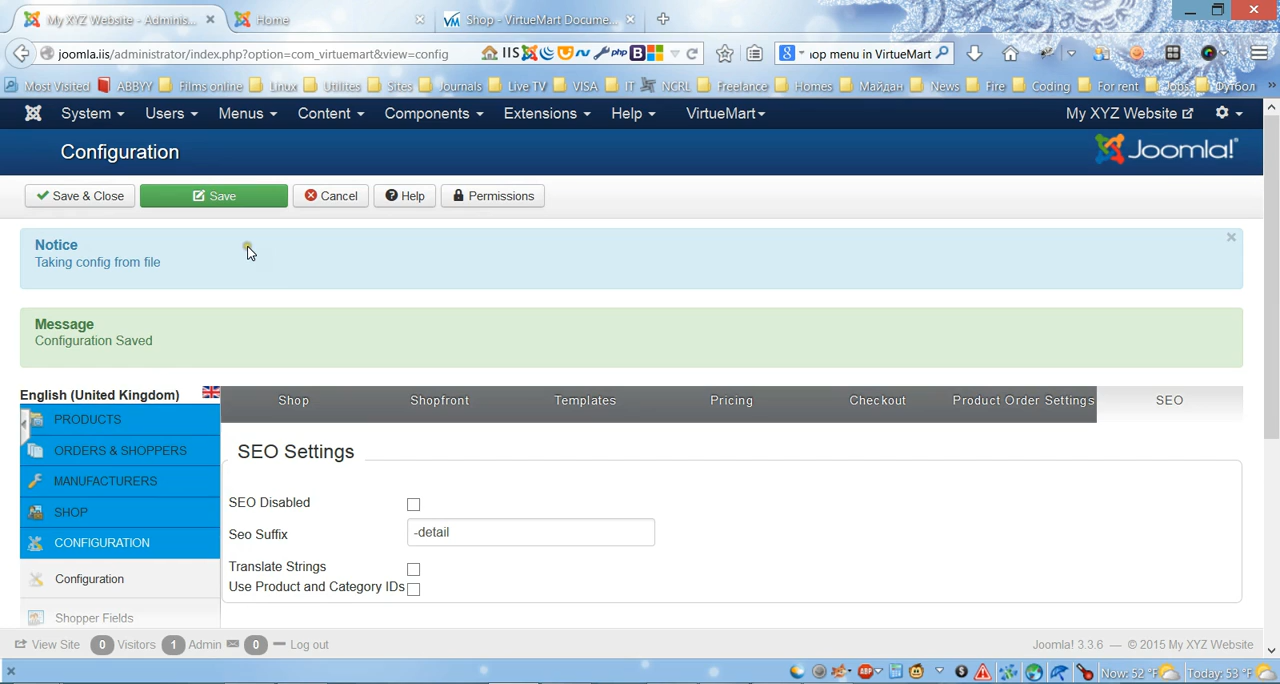 My XYZ Website - Adminis...
Home
Shop - VirtueMart Docume...
joomla.iis/administrator/index.php?option=com_virtuemart&view=config
IIS
php
B
top menu in VirtueMart
Most Visited
ABBYY
Films online
Linux
Utilites
Sites
Journals
Live TV
VISA
IT
NCRL
Freelance
Homes
Майдан
News
Fire
Coding
For rent
Jobs
Футбол
System
Users
Menus
Content
Components
Extensions
Help
VirtueMart
My XYZ Website
Configuration
Joomla!
Save & Close
Save
Cancel
Help
Permissions
Notice
Taking config from file
Message
Configuration Saved
English (United Kingdom)
Shop
Shopfront
Templates
Pricing
Checkout
Product Order Settings
SEO
PRODUCTS
ORDERS & SHOPPERS
MANUFACTURERS
SHOP
CONFIGURATION
Configuration
Shopper Fields
SEO Settings
SEO Disabled
Seo Suffix
-detail
Translate Strings
Use Product and Category IDs
View Site
0 Visitors
1 Admin
0
Log out
Joomla! 3.3.6 — © 2015 My XYZ Website
ABP
Now: 52 °F
Today: 53 °F